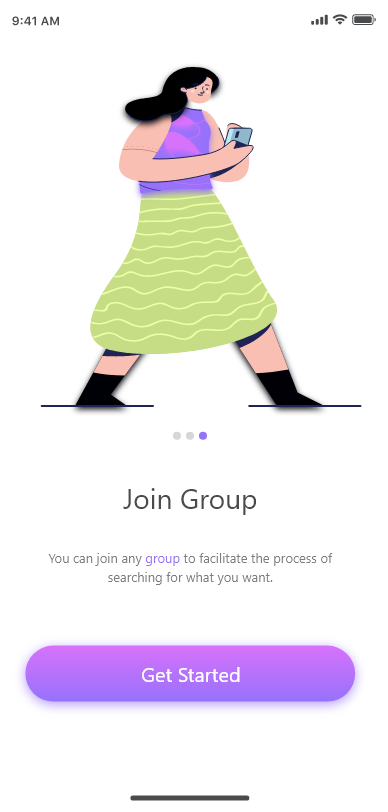 9:41 AM
Join Group
You can join any group to facilitate the process of
searching for what you want.
Get Started